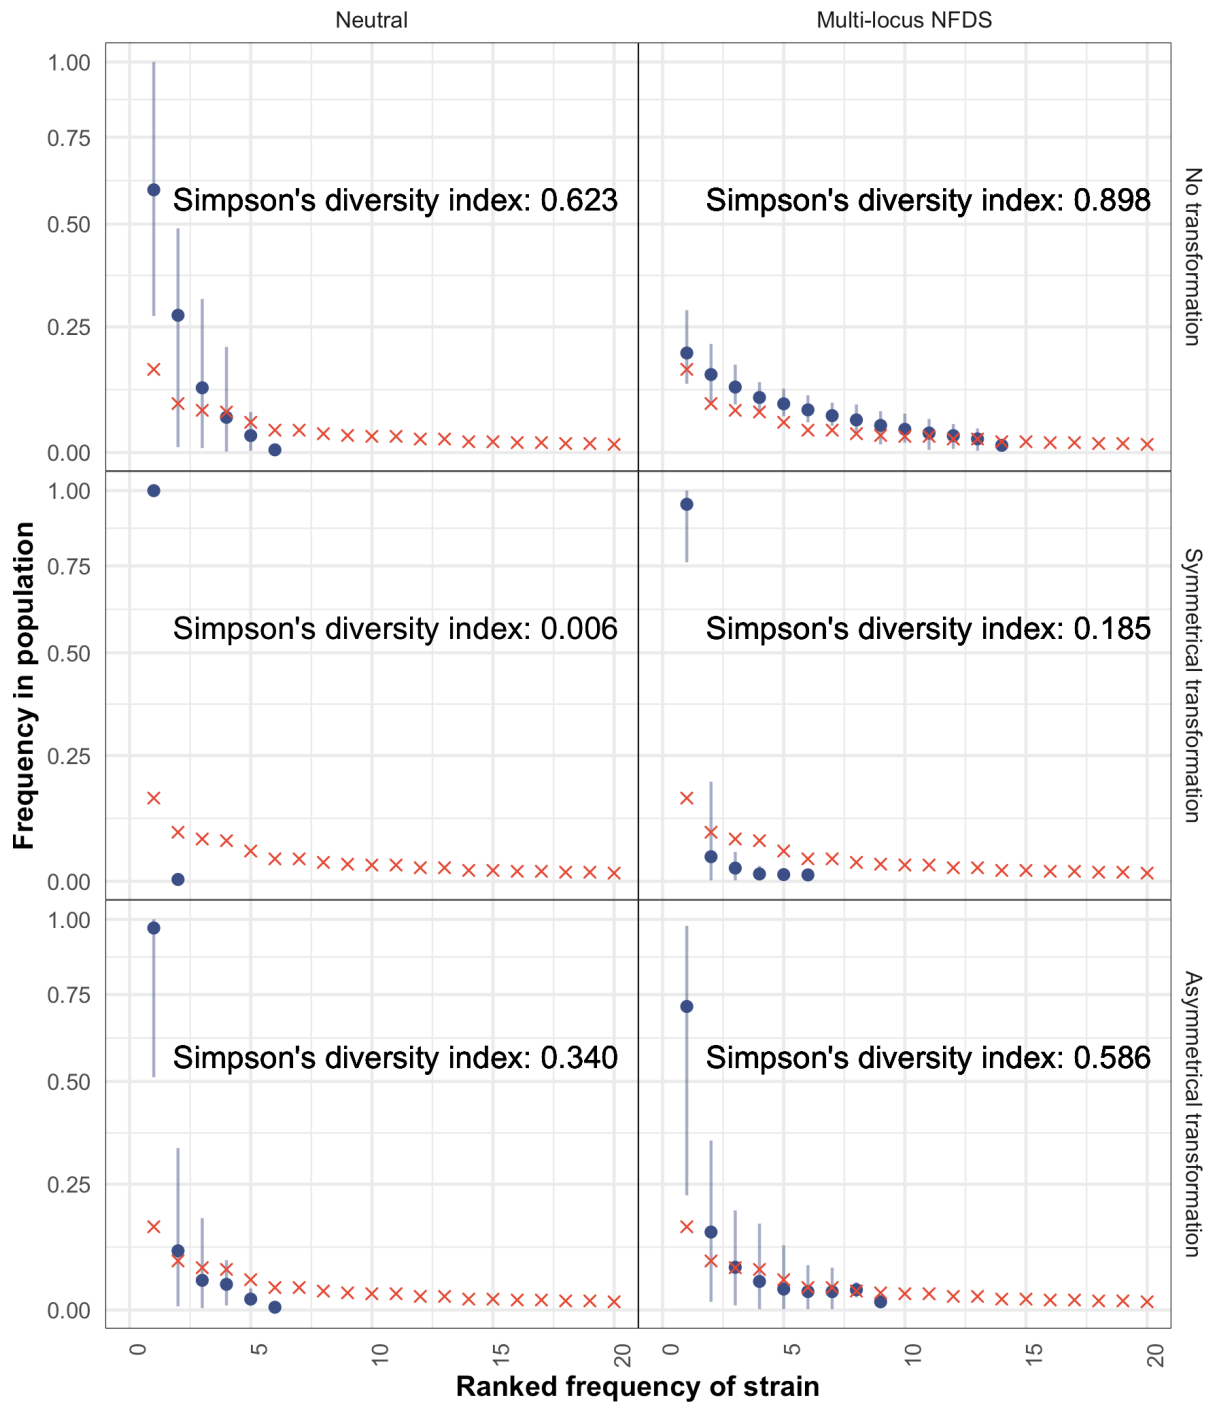 Neutral
Multi-locus NFDS
1.00
0.75
0.50
0.25
0.00
Simpson's diversity index: 0.623
Simpson's diversity index: 0.898
No transformation
1.00
0.75
0.50
0.25
0.00
Simpson's diversity index: 0.006
Simpson's diversity index: 0.185
Symmetrical transformation
Frequency in population
1.00
0.75
0.50
0.25
0.00
Simpson's diversity index: 0.340
Simpson's diversity index: 0.586
Asymmetrical transformation
0 5 10 15 20
0 5 10 15 20
Ranked frequency of strain